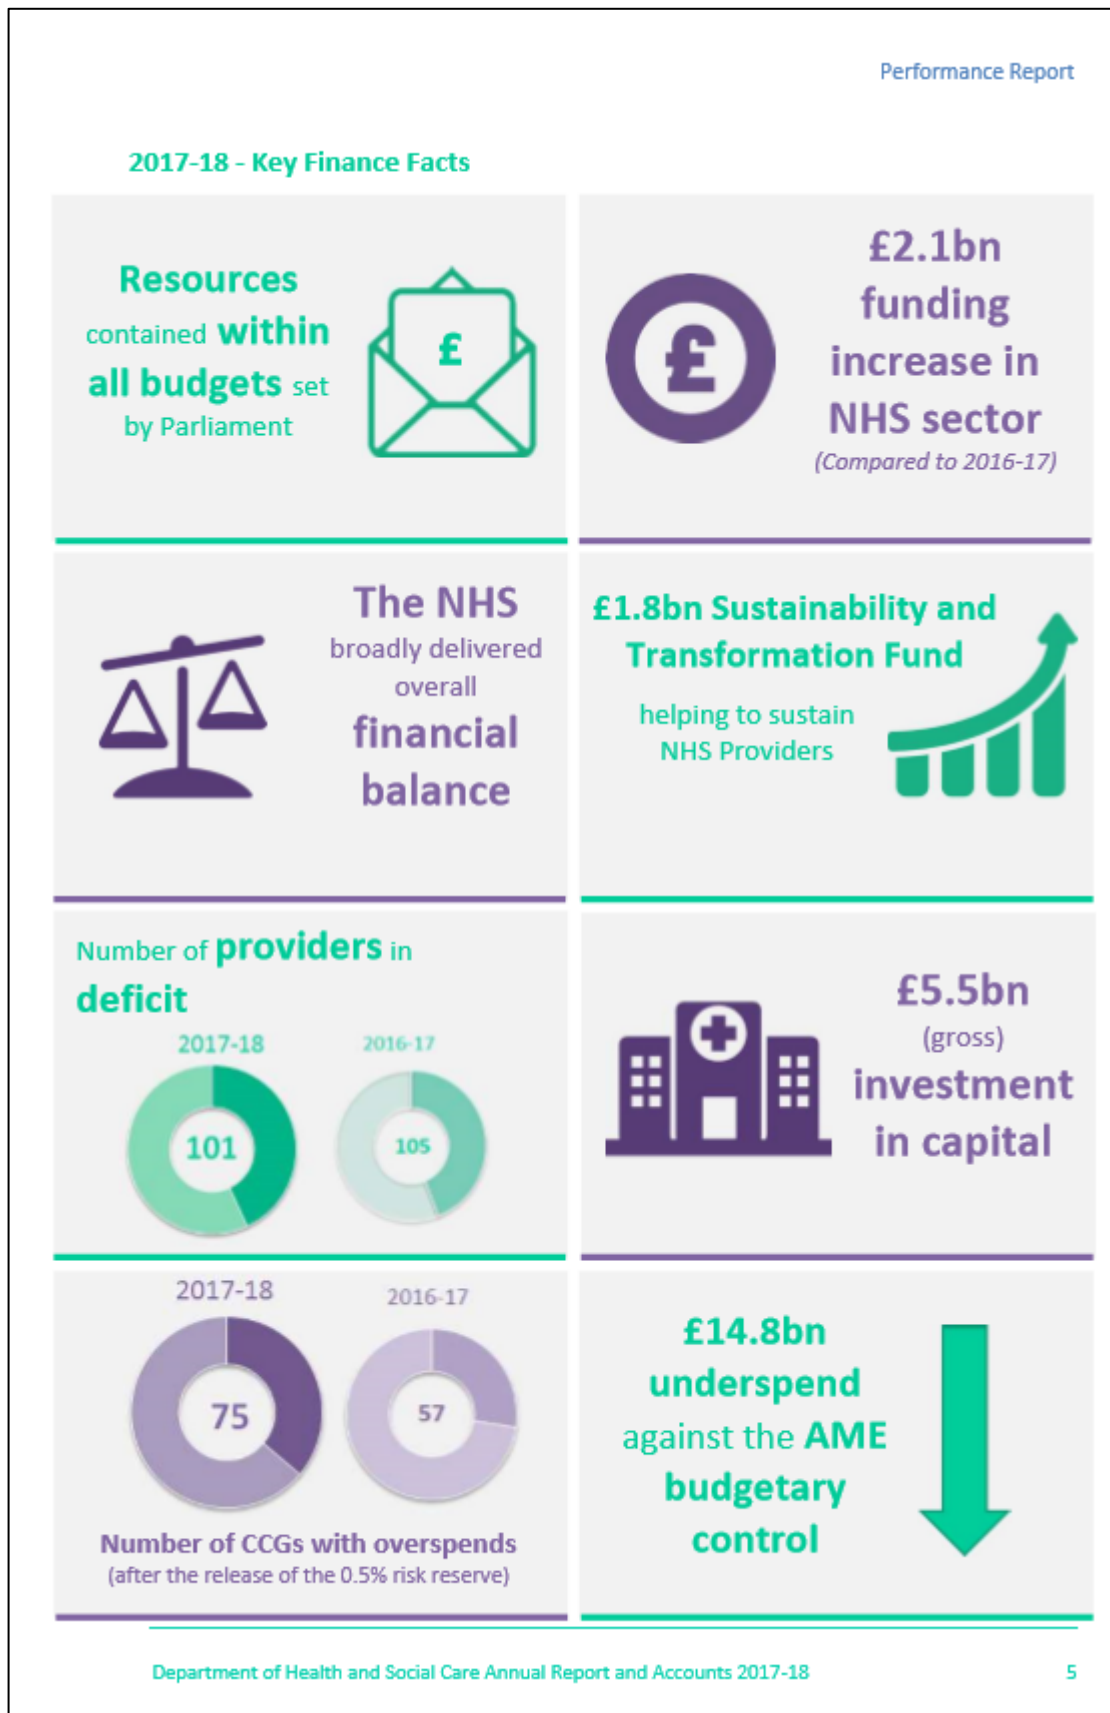 Performance Report
2017-18 - Key Finance Facts
Resources
contained within
all budgets set
by Parliament
£
£
£2.1bn
funding
increase in
NHS sector
(Compared to 2016-17)
The NHS
broadly delivered
overall
financial
balance
£1.8bn Sustainability and
Transformation Fund
helping to sustain
NHS Providers
Number of providers in
deficit
2017-18
2016-17
101
105
£5.5bn
(gross)
investment
in capital
2017-18
2016-17
75
57
Number of CCGs with overspends
(after the release of the 0.5% risk reserve)
£14.8bn
underspend
against the AME
budgetary
control
Department of Health and Social Care Annual Report and Accounts 2017-18 5